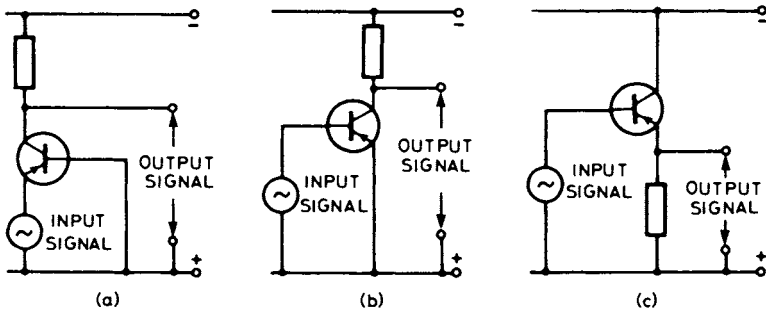 −
−
−
OUTPUT
SIGNAL
INPUT
SIGNAL
+
(a)
OUTPUT
SIGNAL
INPUT
SIGNAL
+
(b)
OUTPUT
SIGNAL
INPUT
SIGNAL
+
(c)